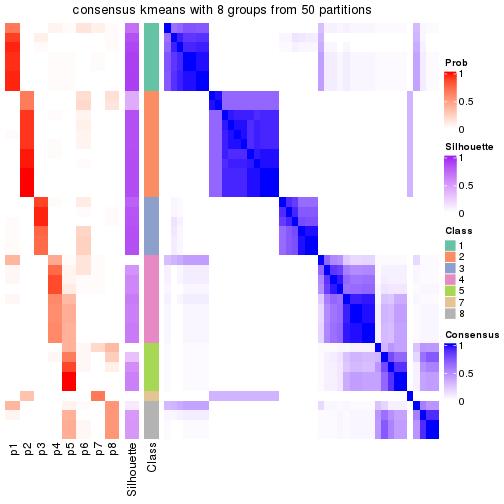 consensus kmeans with 8 groups from 50 partitions
Prob
1
0.5
0
Silhouette
1
0.5
0
Class
1
2
3
4
5
7
8
Consensus
1
0.5
0
p1
p2
p3
p4
p5
p6
p7
p8
Silhouette
Class